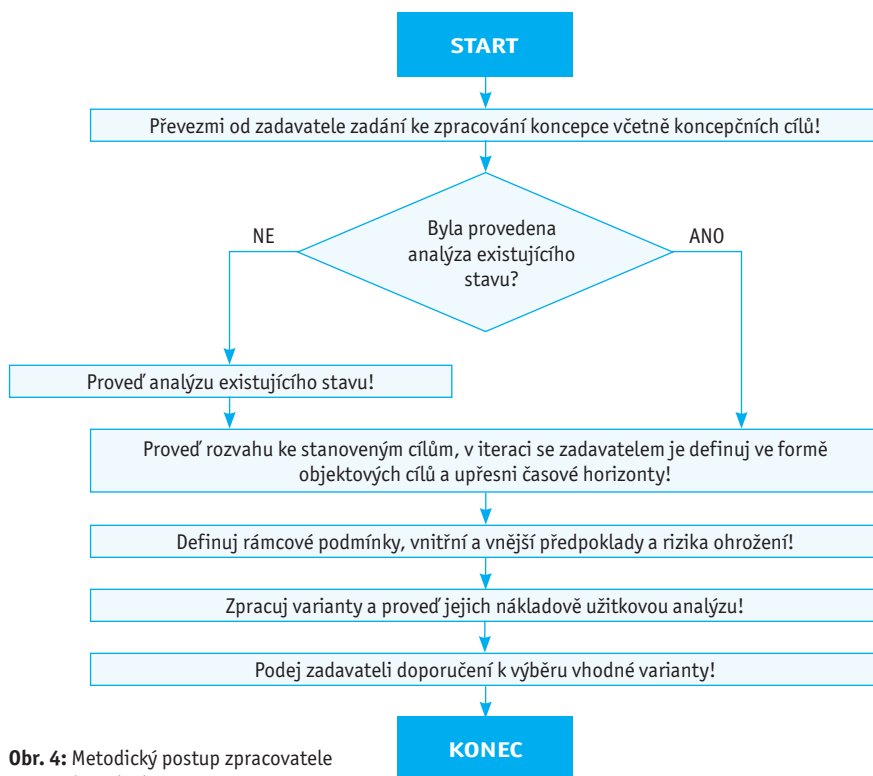 START
Převezmi od zadavatele zadání ke zpracování koncepce včetně koncepčních cílů!
Byla provedena
analýza existujícího
stavu?
NE
ANO
Proveď analýzu existujícího stavu!
Proveď rozvahu ke stanoveným cílům, v iteraci se zadavatelem je definuj ve formě
objektových cílů a upřesni časové horizonty!
Definuj rámcové podmínky, vnitřní a vnější předpoklady a rizika ohrožení!
Zpracuj varianty a proveď jejich nákladově užitkovou analýzu!
Podej zadavateli doporučení k výběru vhodné varianty!
KONEC
Obr. 4: Metodický postup zpracovatele